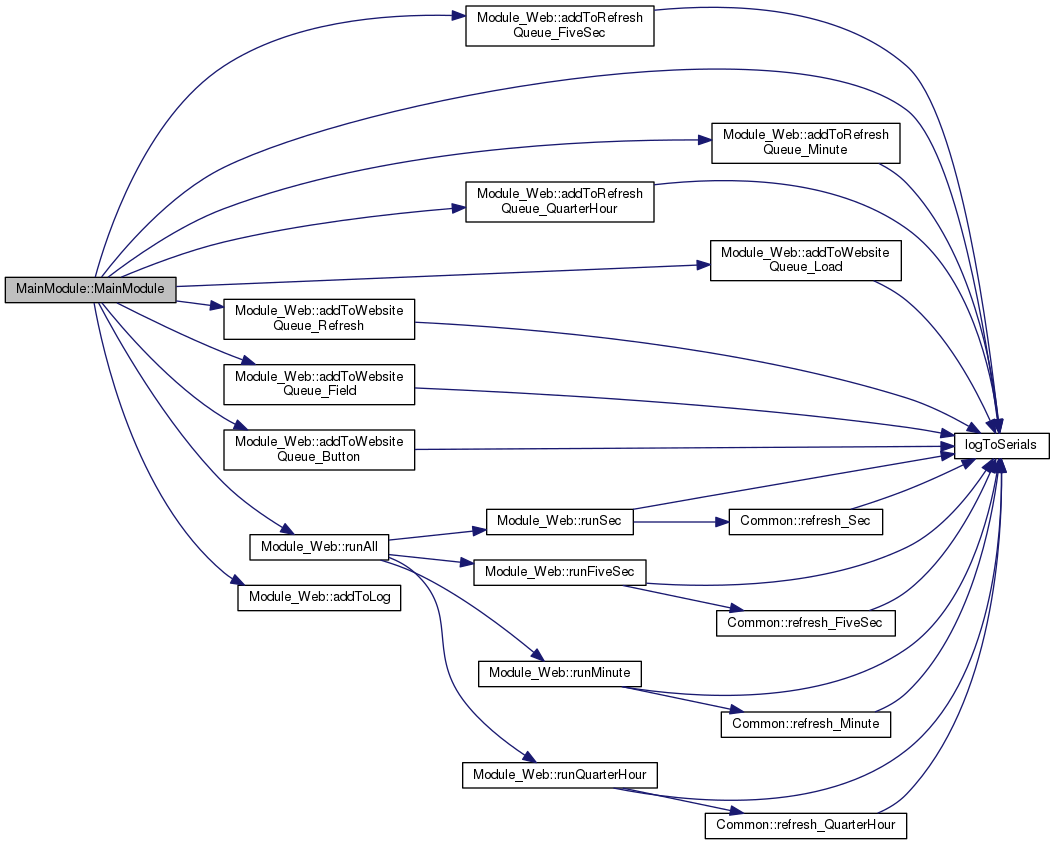 Module_Web::addToRefresh
Queue_FiveSec
Module_Web::addToRefresh
Queue_Minute
Module_Web::addToRefresh
Queue_QuarterHour
Module_Web::addToWebsite
Queue_Load
MainModule::MainModule
Module_Web::addToWebsite
Queue_Refresh
Module_Web::addToWebsite
Queue_Field
Module_Web::addToWebsite
Queue_Button
logToSerials
Module_Web::runSec
Common::refresh_Sec
Module_Web::runAll
Module_Web::runFiveSec
Module_Web::addToLog
Common::refresh_FiveSec
Module_Web::runMinute
Common::refresh_Minute
Module_Web::runQuarterHour
Common::refresh_QuarterHour